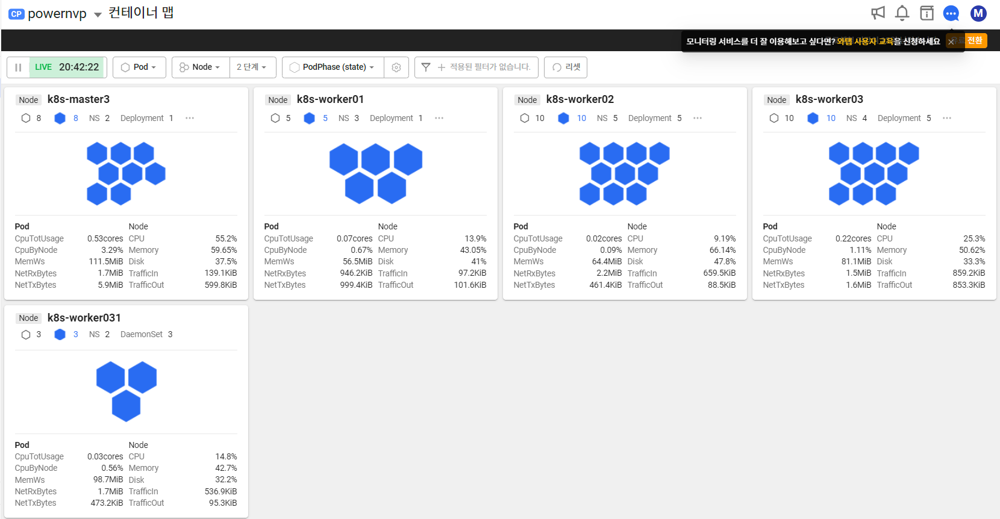 CP powernvp 컨테이너 맵
M
모니터링 서비스를 더 잘 이용해보고 싶다면? 와탭 사용자 교육을 신청하세요 × 전환
LIVE 20:42:22 Pod Node 2 단계 PodPhase (state) + 적용된 필터가 없습니다. 리셋
Node k8s-master3
8 8 NS 2 Deployment 1 ···
Pod Node
CpuTotUsage 0.53cores CPU 55.2%
CpuByNode 3.29% Memory 59.65%
MemWs 111.5MiB Disk 37.5%
NetRxBytes 1.7MiB TrafficIn 139.1KiB
NetTxBytes 5.9MiB TrafficOut 599.8KiB
Node k8s-worker01
5 5 NS 3 Deployment 1 ···
Pod Node
CpuTotUsage 0.07cores CPU 13.9%
CpuByNode 0.67% Memory 43.05%
MemWs 56.5MiB Disk 41%
NetRxBytes 946.2KiB TrafficIn 97.2KiB
NetTxBytes 999.4KiB TrafficOut 101.6KiB
Node k8s-worker02
10 10 NS 5 Deployment 5 ···
Pod Node
CpuTotUsage 0.02cores CPU 9.19%
CpuByNode 0.09% Memory 66.14%
MemWs 64.4MiB Disk 47.8%
NetRxBytes 2.2MiB TrafficIn 659.5KiB
NetTxBytes 461.4KiB TrafficOut 88.5KiB
Node k8s-worker03
10 10 NS 4 Deployment 5 ···
Pod Node
CpuTotUsage 0.22cores CPU 25.3%
CpuByNode 1.11% Memory 50.62%
MemWs 81.1MiB Disk 33.3%
NetRxBytes 1.5MiB TrafficIn 859.2KiB
NetTxBytes 1.6MiB TrafficOut 853.3KiB
Node k8s-worker031
3 3 NS 2 DaemonSet 3
Pod Node
CpuTotUsage 0.03cores CPU 14.8%
CpuByNode 0.56% Memory 42.7%
MemWs 98.7MiB Disk 32.2%
NetRxBytes 1.7MiB TrafficIn 536.9KiB
NetTxBytes 473.2KiB TrafficOut 95.3KiB